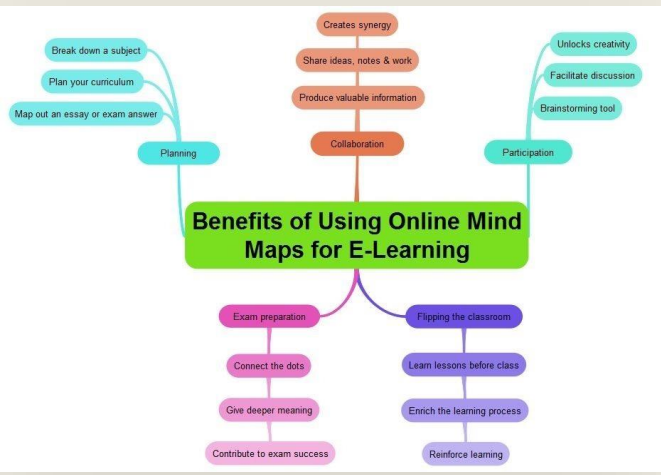 Creates synergy
Share ideas, notes & work
Produce valuable information
Collaboration
Break down a subject
Plan your curriculum
Map out an essay or exam answer
Planning
Unlocks creativity
Facilitate discussion
Brainstorming tool
Participation
Benefits of Using Online Mind
Maps for E-Learning
Exam preparation
Connect the dots
Give deeper meaning
Contribute to exam success
Flipping the classroom
Learn lessons before class
Enrich the learning process
Reinforce learning